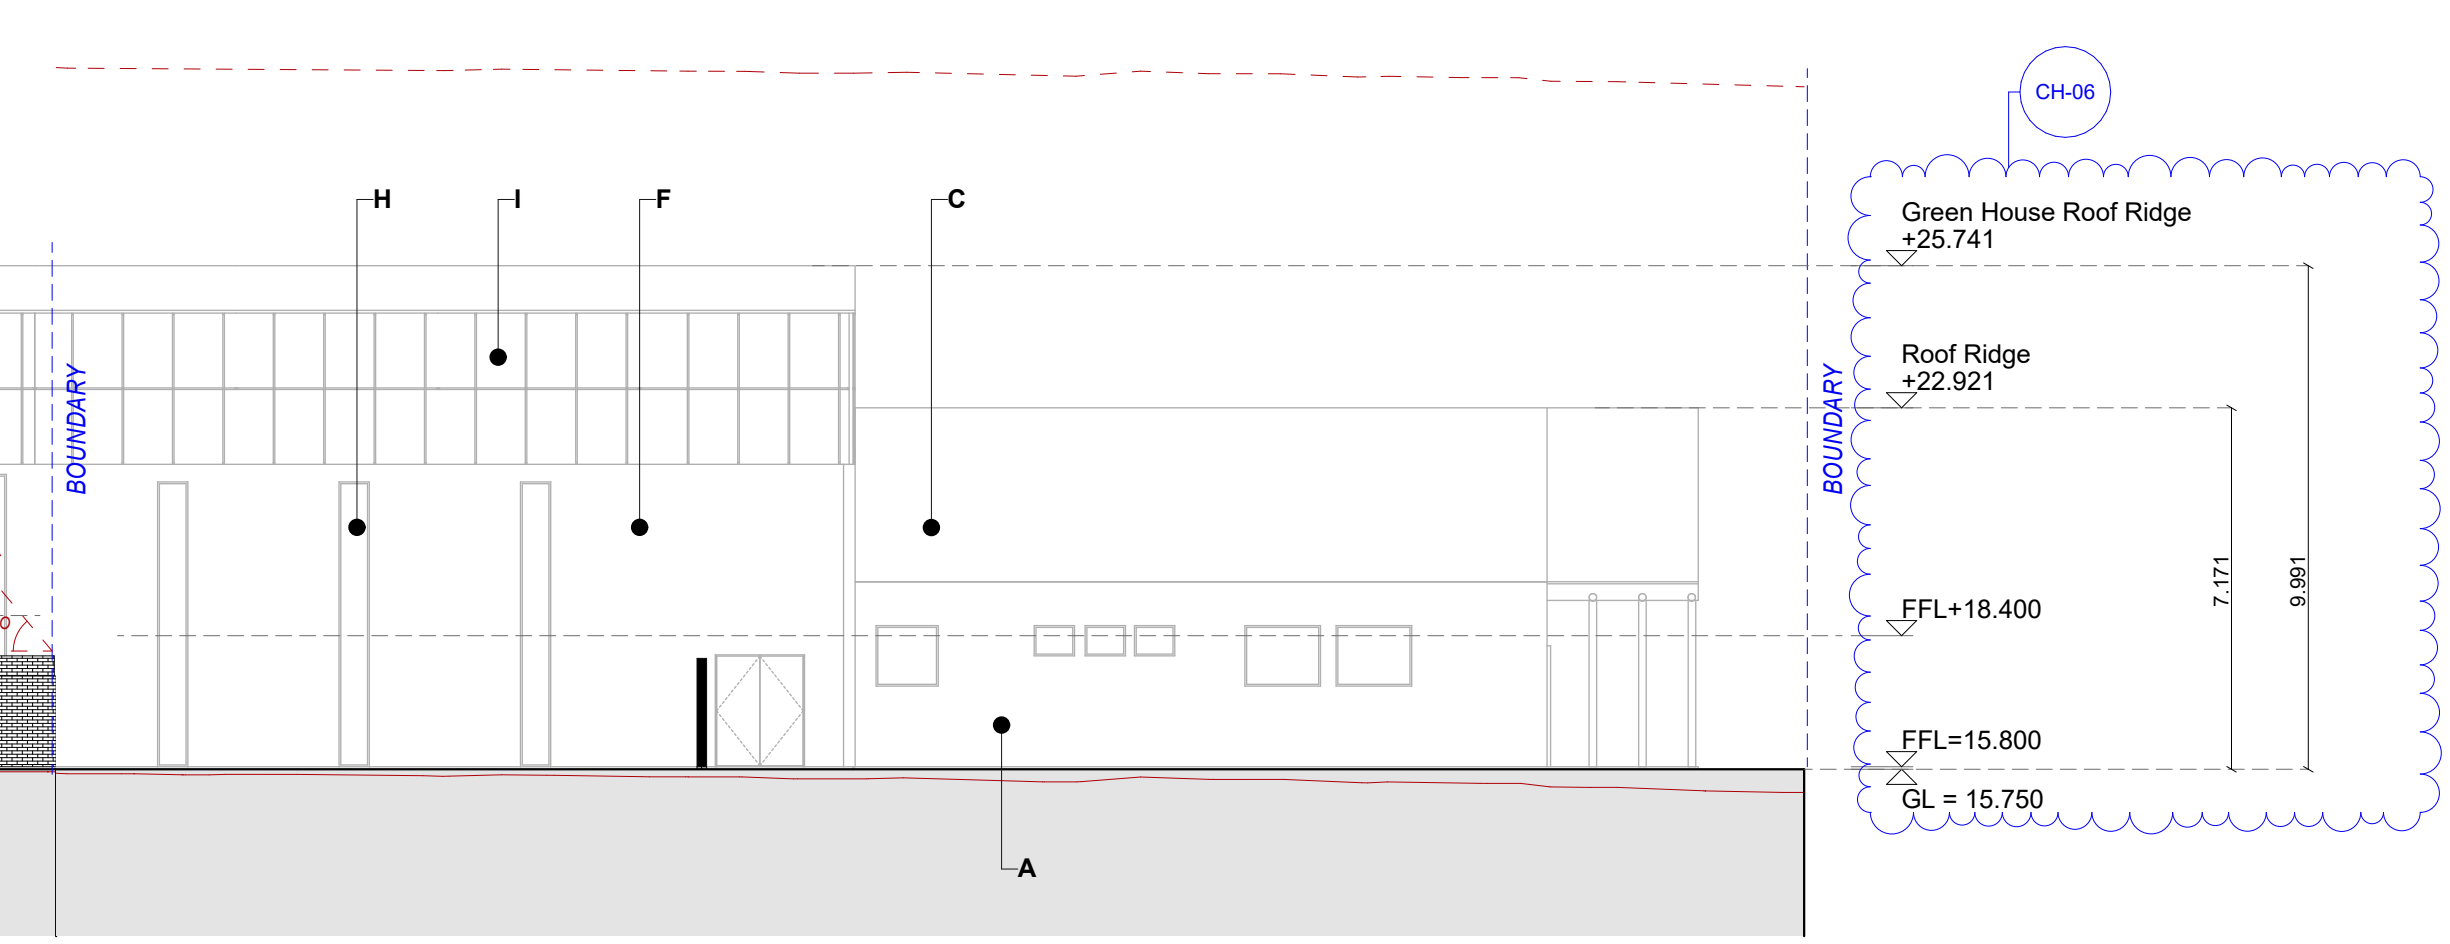 CH-06
H
I
F
C
Green House Roof Ridge
+25.741
Roof Ridge
+22.921
BOUNDARY
BOUNDARY
7.171
9.991
FFL+18.400
FFL=15.800
GL = 15.750
A